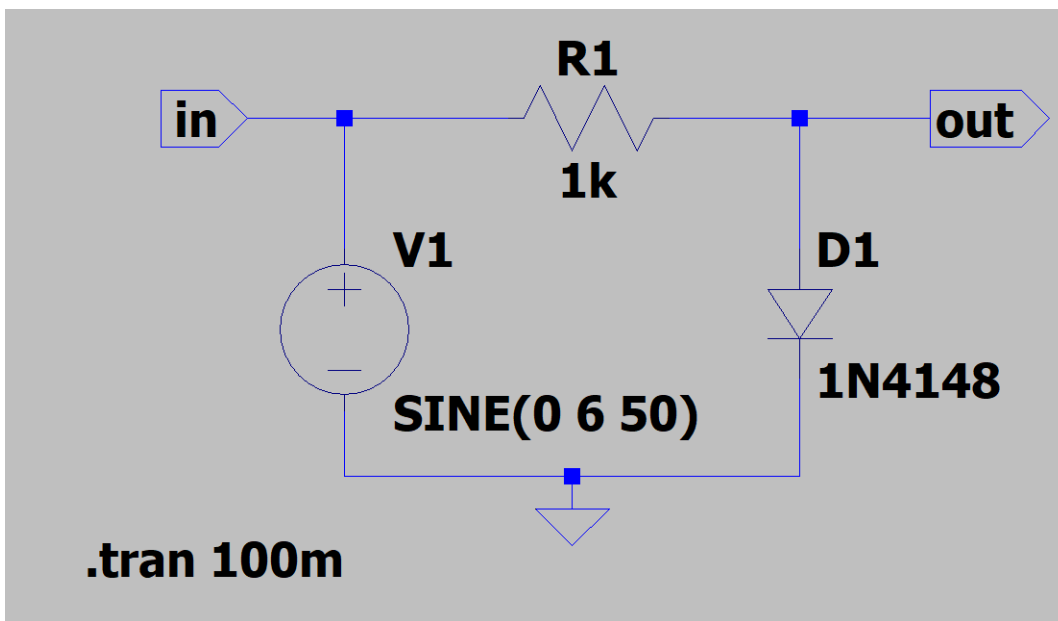 R1
in
out
1k
V1
D1
1N4148
SINE(0 6 50)
.tran 100m